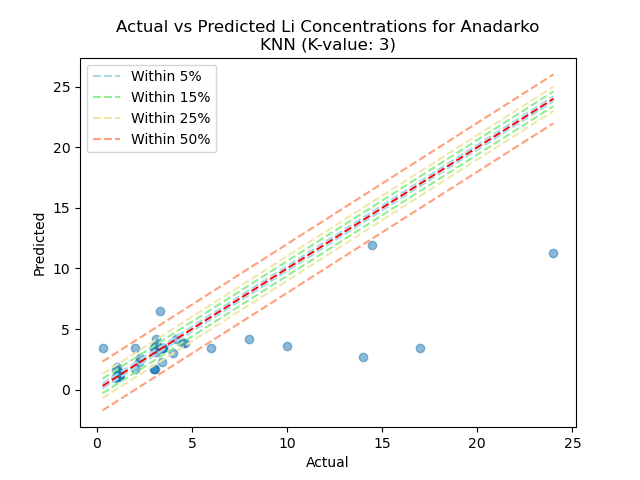 Actual vs Predicted Li Concentrations for Anadarko
KNN (K-value: 3)
Within 5%
Within 15%
Within 25%
Within 50%
25
20
15
10
5
0
Predicted
0
5
10
15
20
25
Actual